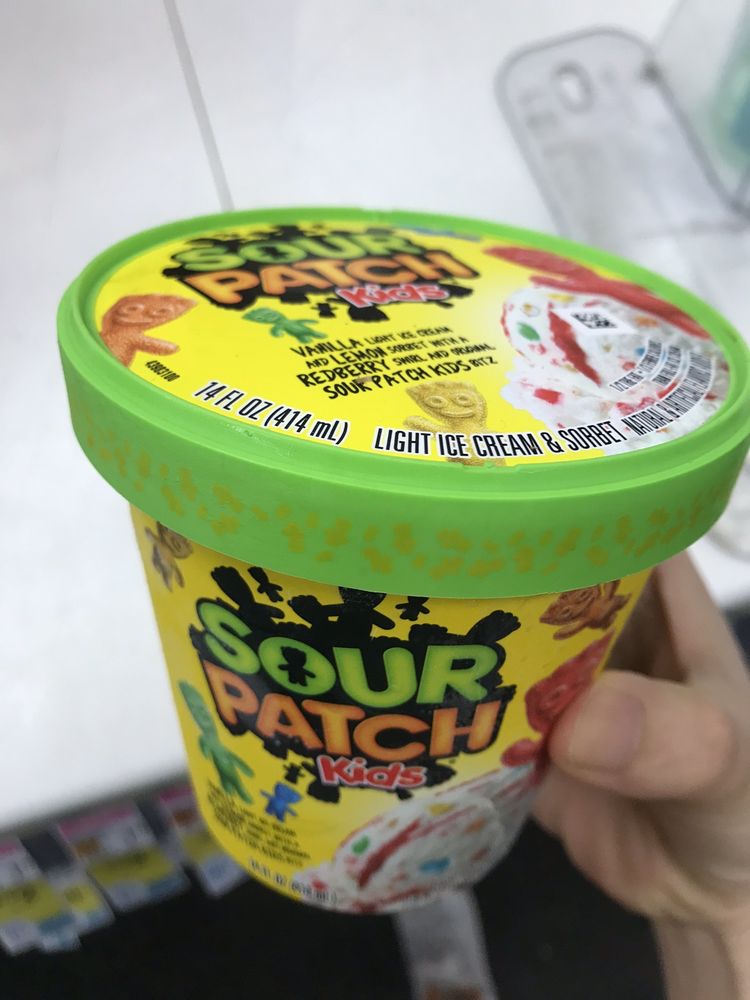 SOUR
PATCH
Kids
VANILLA LIGHT ICE CREAM
AND LEMON SORBET WITH A
REDBERRY SWIRL AND ORIGINAL
SOUR PATCH KIDS BITZ
14 FL OZ (414 mL)
LIGHT ICE CREAM & SORBET
SOUR
PATCH
Kids